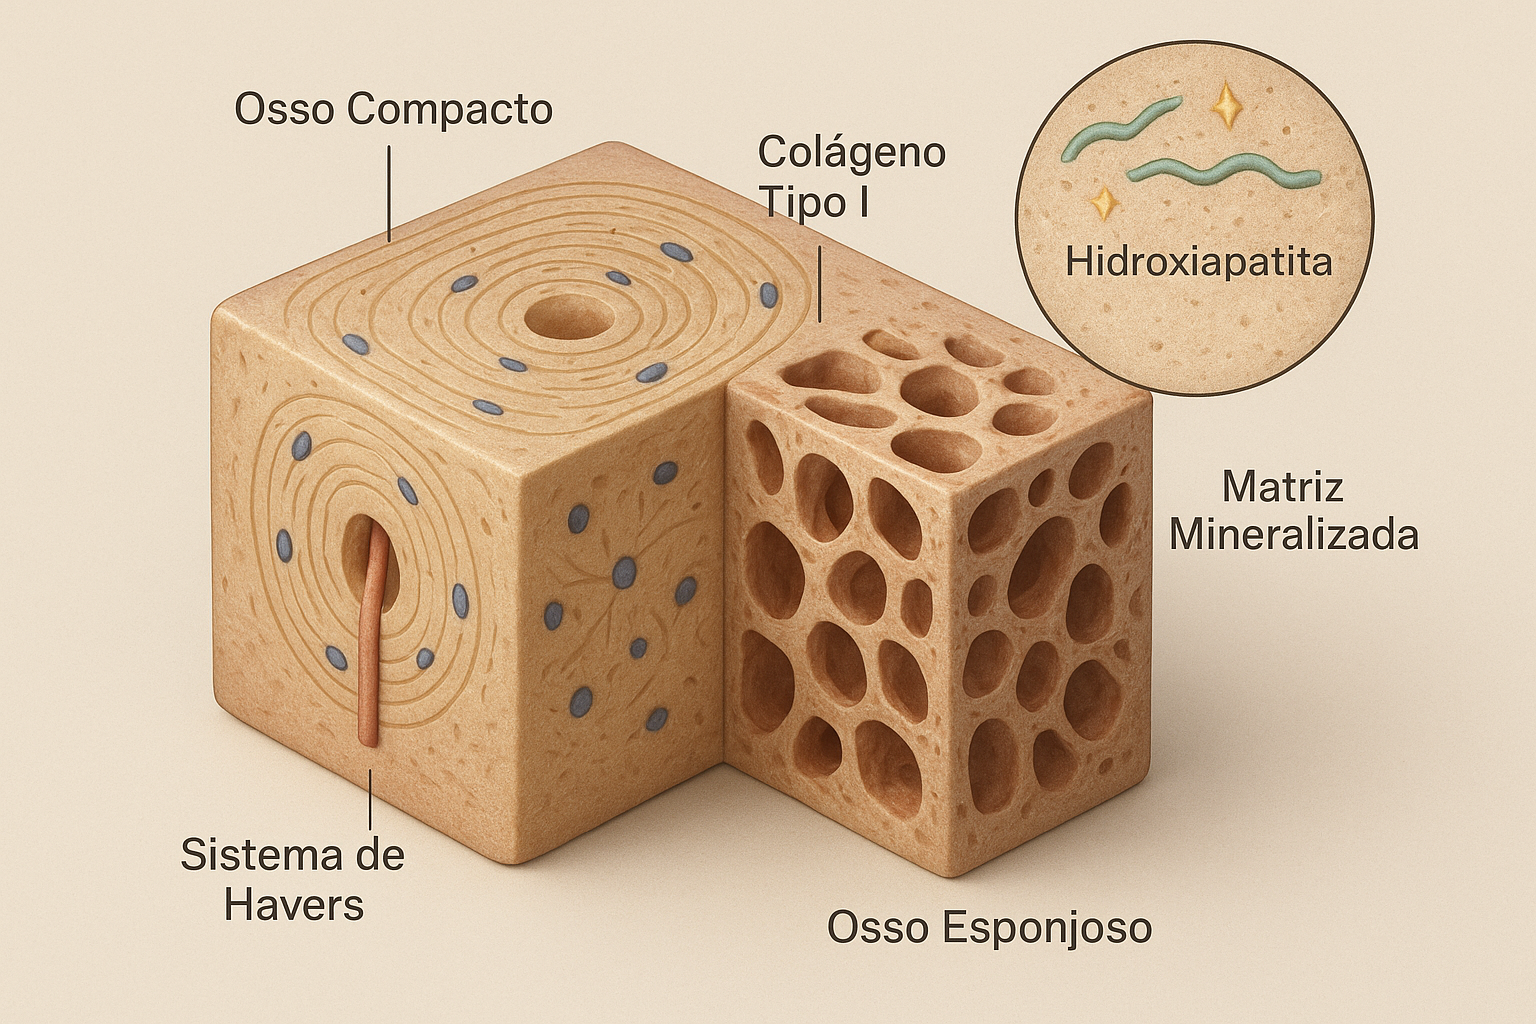 Osso Compacto
Colágeno
Tipo I
Hidroxiapatita
Matriz
Mineralizada
Sistema de
Havers
Osso Esponjoso